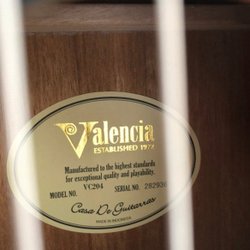 Valencia
ESTABLISHED 1972
Manufactured to the highest standards
for exceptional quality and playability.
MODEL NO. VC204 SERIAL NO. 282936
Casa De Guitarras
MADE IN INDONESIA